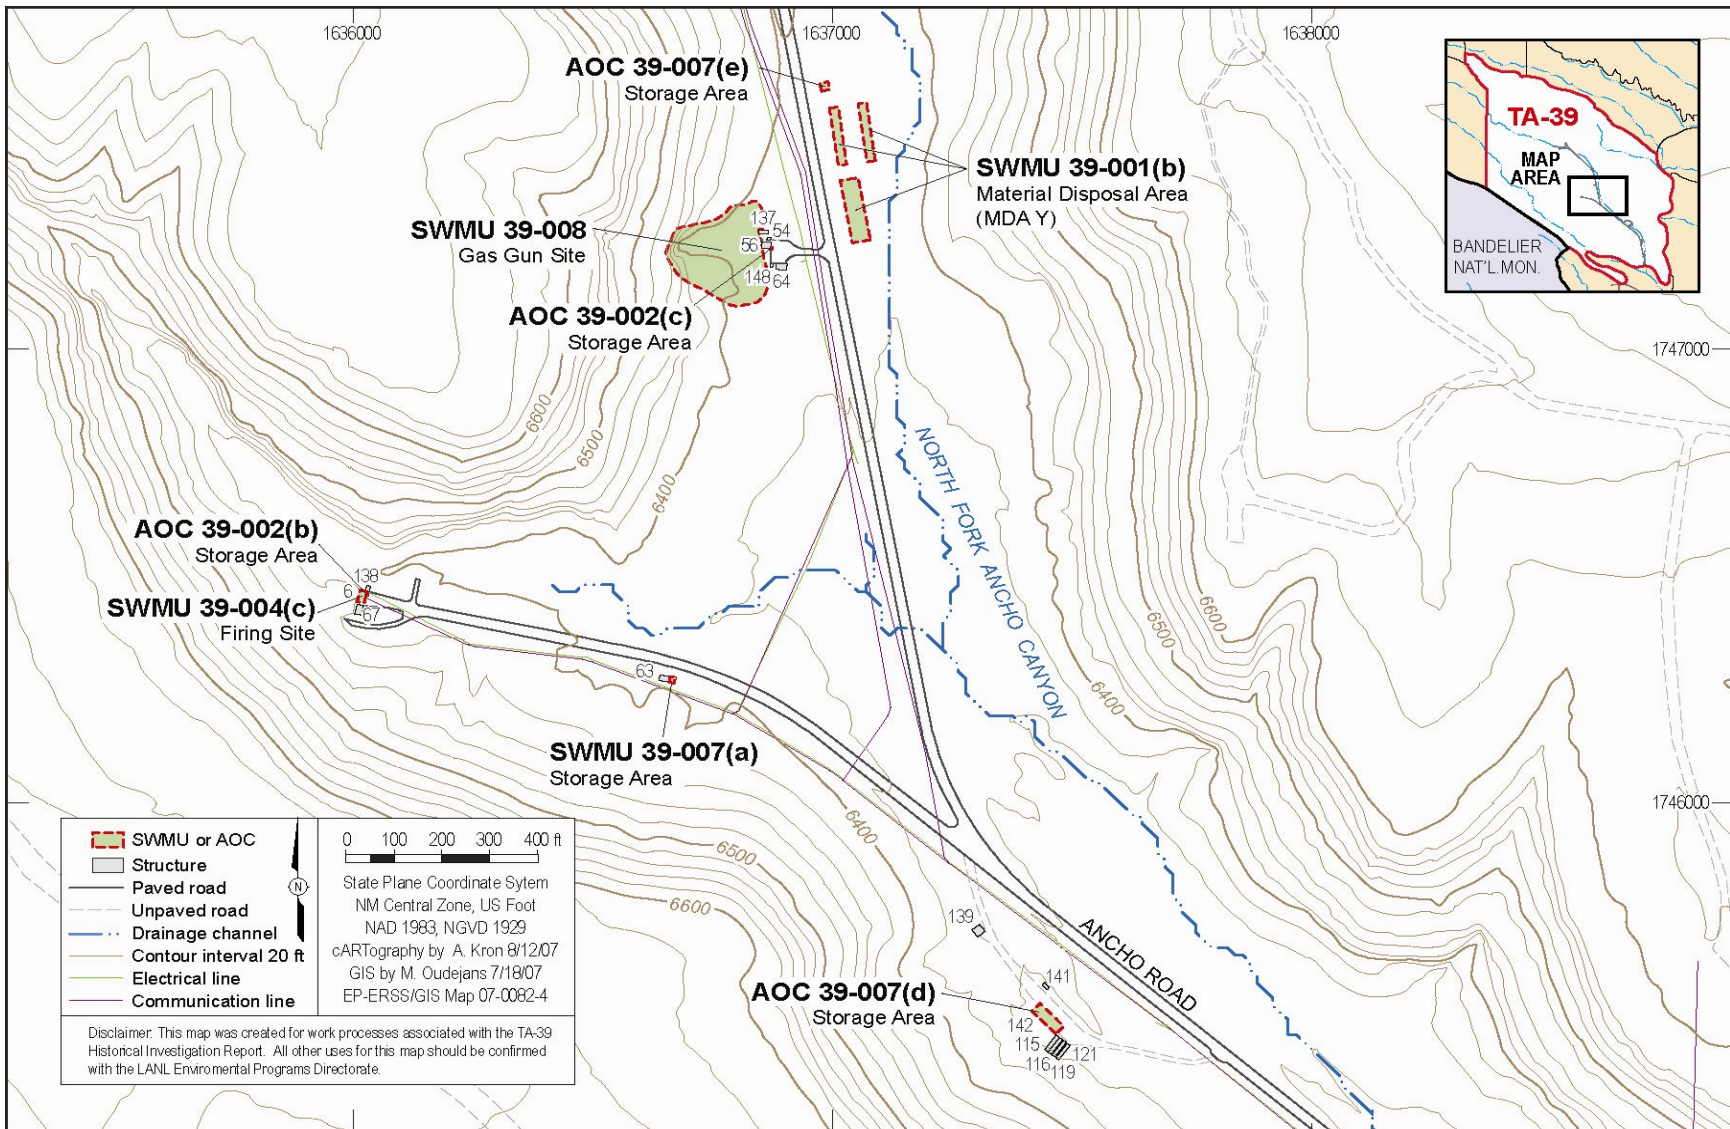 1636000
1637000
1638000
AOC 39-007(e)
Storage Area
SWMU 39-001(b)
Material Disposal Area
(MDA Y)
TA-39
MAP
AREA
BANDELIER
NAT'L.MON.
SWMU 39-008
Gas Gun Site
137
54
56
148
64
AOC 39-002(c)
Storage Area
1747000
6600
6500
6400
NORTH FORK ANCHO CANYON
AOC 39-002(b)
Storage Area
138
6
67
SWMU 39-004(c)
Firing Site
63
6600
6500
6400
SWMU 39-007(a)
Storage Area
1746000
6400
6500
6600
139
ANCHO ROAD
141
AOC 39-007(d)
Storage Area
142
115
116
119
121
SWMU or AOC
Structure
Paved road
Unpaved road
Drainage channel
Contour interval 20 ft
Electrical line
Communication line
N
0 100 200 300 400 ft
State Plane Coordinate Sytem
NM Central Zone, US Foot
NAD 1983, NGVD 1929
cARTography by A. Kron 8/12/07
GIS by M. Oudejans 7/18/07
EP-ERSS/GIS Map 07-0082-4
Disclaimer: This map was created for work processes associated with the TA-39
Historical Investigation Report. All other uses for this map should be confirmed
with the LANL Enviromental Programs Directorate.